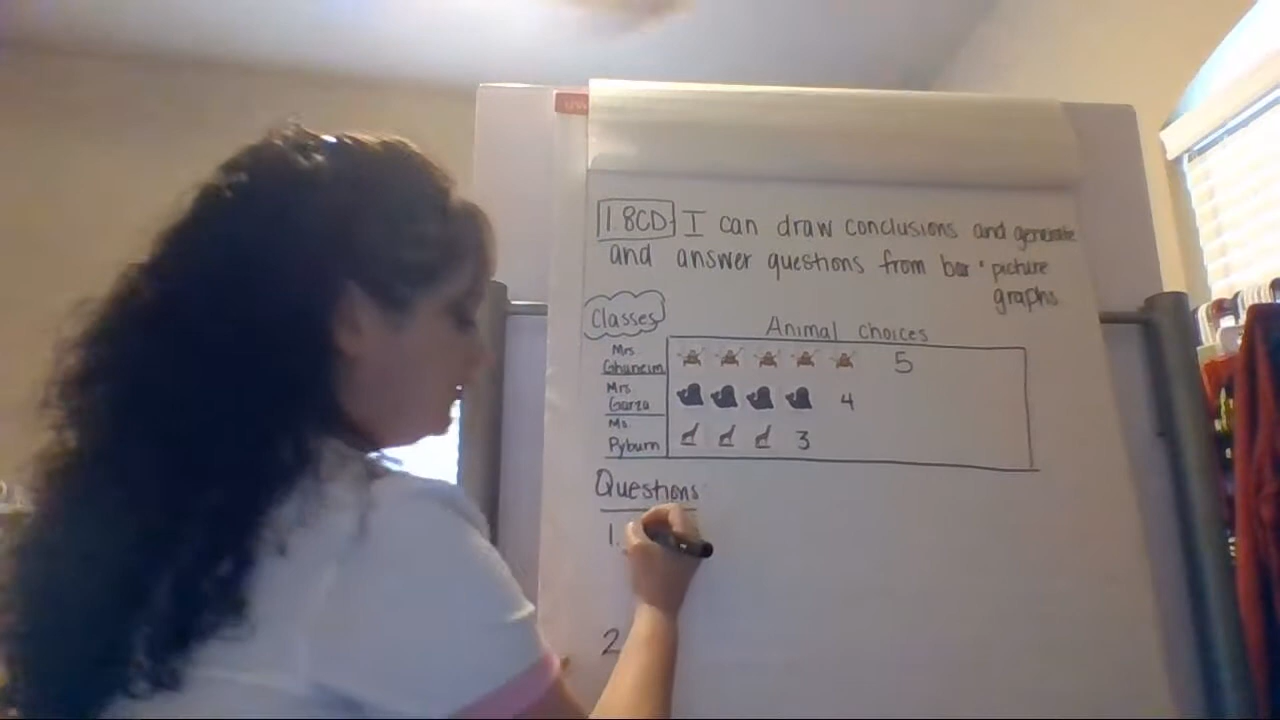 1.8CD I can draw conclusions and generate
and answer questions from bar + picture
graphs
Classes
Animal choices
Mrs
Ghuneim
5
Mrs
Garza
4
Ms.
Pyburn
3
Questions
1.
2